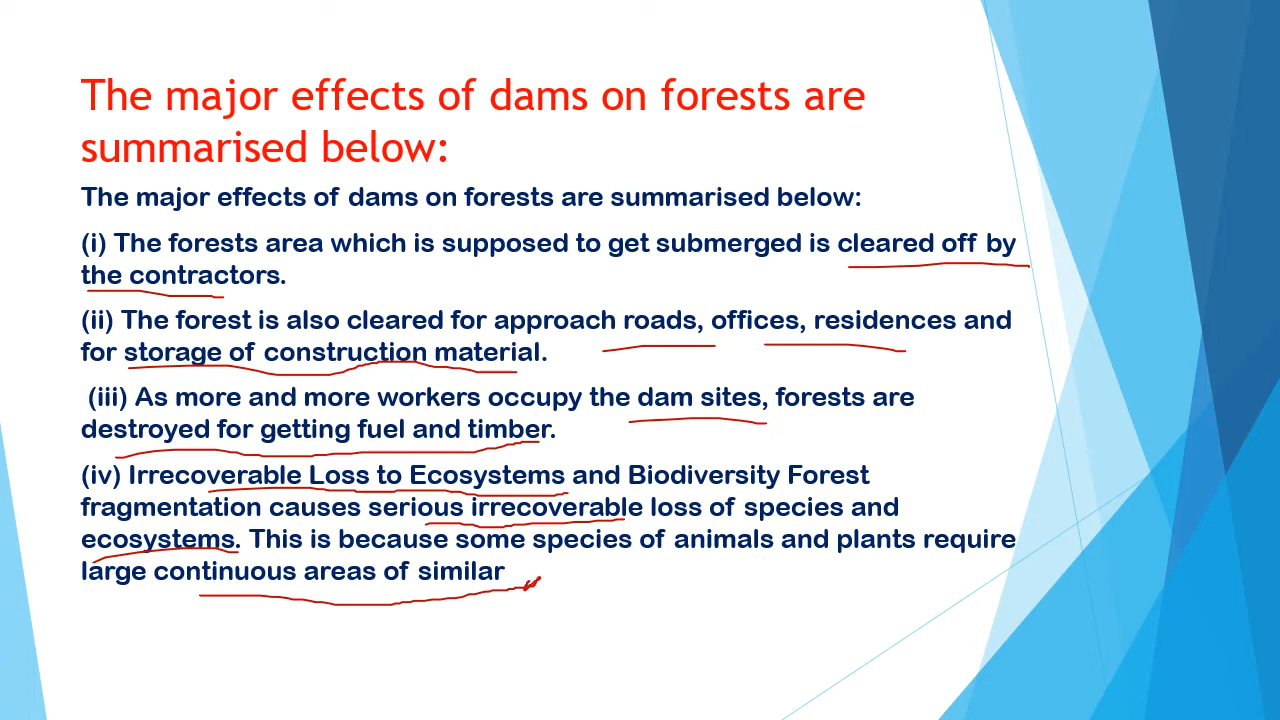 The major effects of dams on forests are
summarised below:
The major effects of dams on forests are summarised below:
(i) The forests area which is supposed to get submerged is cleared off by
the contractors.
(ii) The forest is also cleared for approach roads, offices, residences and
for storage of construction material.
(iii) As more and more workers occupy the dam sites, forests are
destroyed for getting fuel and timber.
(iv) Irrecoverable Loss to Ecosystems and Biodiversity Forest
fragmentation causes serious irrecoverable loss of species and
ecosystems. This is because some species of animals and plants require
large continuous areas of similar